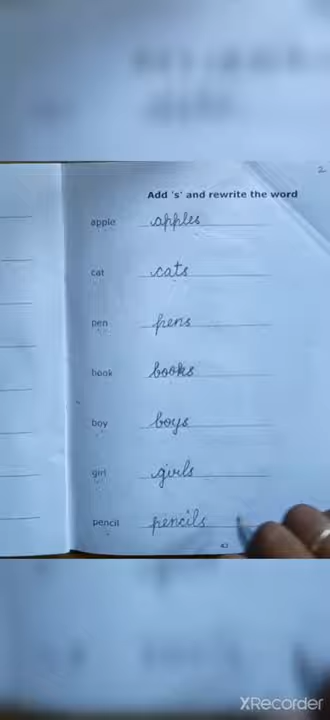 2
Add 's' and rewrite the word
apple apples
cat cats
pen pens
book books
boy boys
girl girls
pencil pencils
42
XRecorder